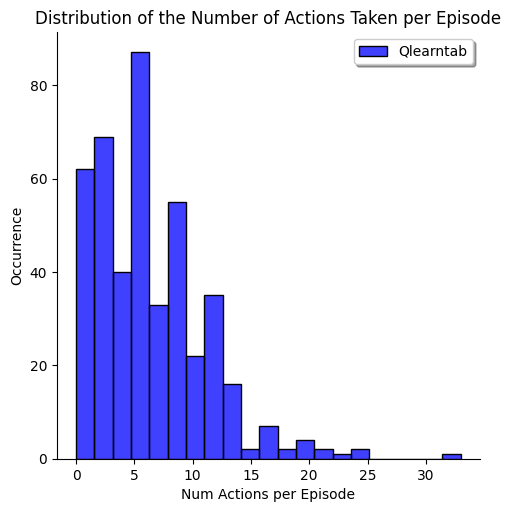 Distribution of the Number of Actions Taken per Episode
Qlearntab
80
60
40
20
0
Occurrence
0 5 10 15 20 25 30
Num Actions per Episode